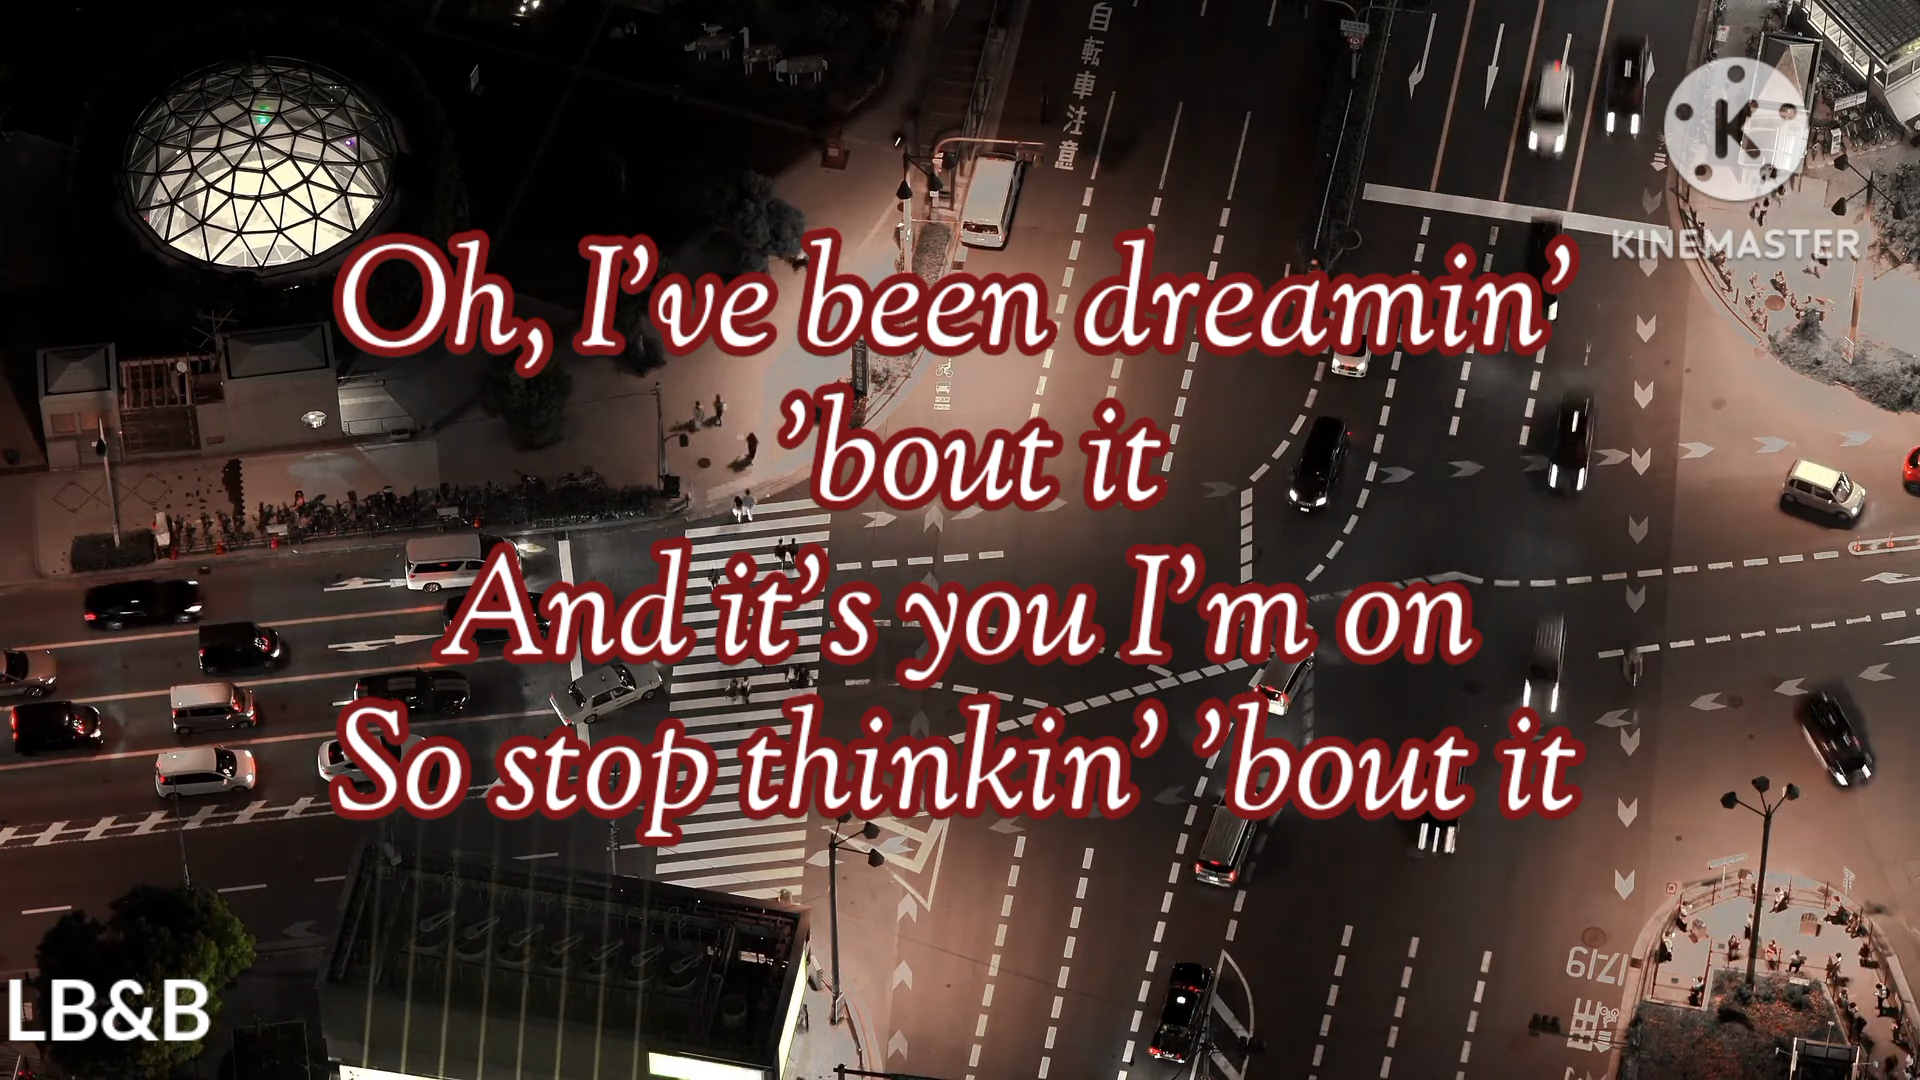 自転車注意
K
KINEMASTER
Oh, I’ve been dreamin’
’bout it
And it’s you I’m on
So stop thinkin’ ’bout it
LB&B